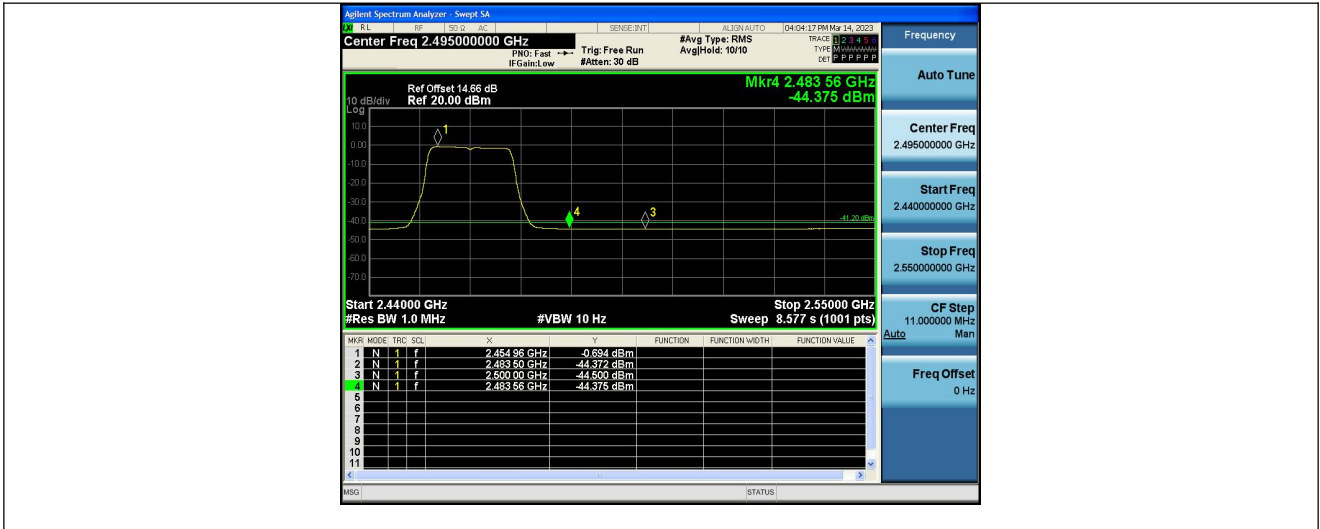 Agilent Spectrum Analyzer - Swept SA
RL RF 50 Ω AC SENSE:INT ALIGN AUTO 04:04:17 PM Mar 14, 2023
Center Freq 2.495000000 GHz
PNO: Fast
IFGain:Low
Trig: Free Run
#Atten: 30 dB
#Avg Type: RMS
Avg|Hold: 10/10
TRACE 1 2 3 4 5 6
TYPE M
DET P P P P P P
Ref Offset 14.66 dB
Ref 20.00 dBm
10 dB/div
Log
Mkr4 2.483 56 GHz
-44.375 dBm
10.0
0.00
-10.0
-20.0
-30.0
-40.0
-50.0
-60.0
-70.0
1
4
3
-41.20 dBm
Start 2.44000 GHz Stop 2.55000 GHz
#Res BW 1.0 MHz #VBW 10 Hz Sweep 8.577 s (1001 pts)
MKR MODE TRC SCL X Y FUNCTION FUNCTION WIDTH FUNCTION VALUE
1 N 1 f 2.454 96 GHz -0.694 dBm
2 N 1 f 2.483 50 GHz -44.372 dBm
3 N 1 f 2.500 00 GHz -44.500 dBm
4 N 1 f 2.483 56 GHz -44.375 dBm
5
6
7
8
9
10
11
MSG STATUS
Frequency
Auto Tune
Center Freq
2.495000000 GHz
Start Freq
2.440000000 GHz
Stop Freq
2.550000000 GHz
CF Step
11.000000 MHz
Auto Man
Freq Offset
0 Hz